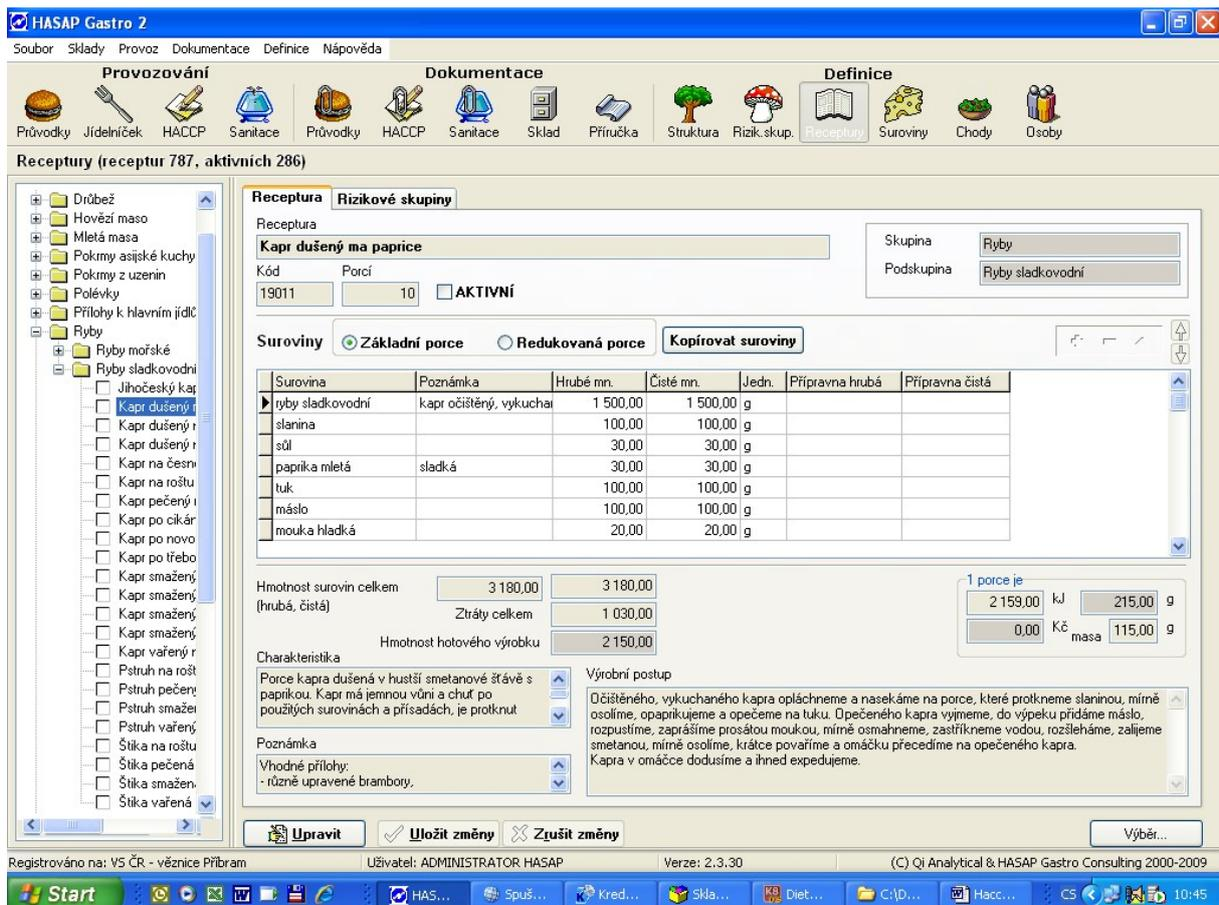 HASAP Gastro 2
Soubor Sklady Provoz Dokumentace Definice Nápověda
Provozování Dokumentace Definice
Průvodky Jídelníček HACCP Sanitace Průvodky HACCP Sanitace Sklad Příručka Struktura Rizik.skup. Receptury Suroviny Chody Osoby
Receptury (receptur 787, aktivních 286)
Drůbež
Hovězí maso
Mletá masa
Pokrmy asijské kuchy
Pokrmy z uzenin
Polévky
Přílohy k hlavním jídlů
Ryby
Ryby mořské
Ryby sladkovodní
Jihočeský kap
Kapr dušený r
Kapr dušený r
Kapr dušený r
Kapr na česn
Kapr na roštu
Kapr pečený
Kapr po cikár
Kapr po novo
Kapr po třebo
Kapr smažený
Kapr smažený
Kapr smažený
Kapr smažený
Kapr vařený r
Pstruh na rošt
Pstruh pečený
Pstruh smažer
Pstruh vařený
Štika na roštu
Štika pečená
Štika smažen
Štika vařená
Receptura Rizikové skupiny
Receptura
Kapr dušený ma paprice
Kód Porcí
19011 10 AKTIVNÍ
Skupina Ryby
Podskupina Ryby sladkovodní
Suroviny Základní porce Redukovaná porce Kopírovat suroviny
Surovina Poznámka Hrubé mn. Čisté mn. Jedn. Přípravna hrubá Přípravna čistá
ryby sladkovodní kapr očištěný, vykuchar 1 500,00 1 500,00 g
slanina 100,00 100,00 g
sůl 30,00 30,00 g
paprika mletá sladká 30,00 30,00 g
tuk 100,00 100,00 g
máslo 100,00 100,00 g
mouka hladká 20,00 20,00 g
Hmotnost surovin celkem 3 180,00 3 180,00
(hrubá, čistá)
Ztráty celkem 1 030,00
Hmotnost hotového výrobku 2 150,00
1 porce je
2 159,00 kJ 215,00 g
0,00 Kč masa 115,00 g
Charakteristika
Porce kapra dušená v hustší smetanové šťávě s
paprikou. Kapr má jemnou vůni a chuť po
použitých surovinách a přísadách, je protknut
Poznámka
Vhodné přílohy:
- různě upravené brambory,
Výrobní postup
Očištěného, vykuchaného kapra opláchneme a nasekáme na porce, které protkneme slaninou, mírně
osolíme, opaprikujeme a opečeme na tuku. Opečeného kapra vyjmeme, do výpeku přidáme máslo,
rozpustíme, zaprášíme prosátou moukou, mírně osmahneme, zastříkneme vodou, rozšleháme, zalijeme
smetanou, mírně osolíme, krátce povaříme a omáčku přecedíme na opečeného kapra.
Kapra v omáčce dodusíme a ihned expedujeme.
Upravit Uložit změny Zrušit změny Výběr...
Registrováno na: VS ČR - věznice Příbram Uživatel: ADMINISTRATOR HASAP Verze: 2.3.30 (C) Qi Analytical & HASAP Gastro Consulting 2000-2009
Start HAS... Spuš... Kred... Skla... Diet... C:\D... Hacc... CS 10:45